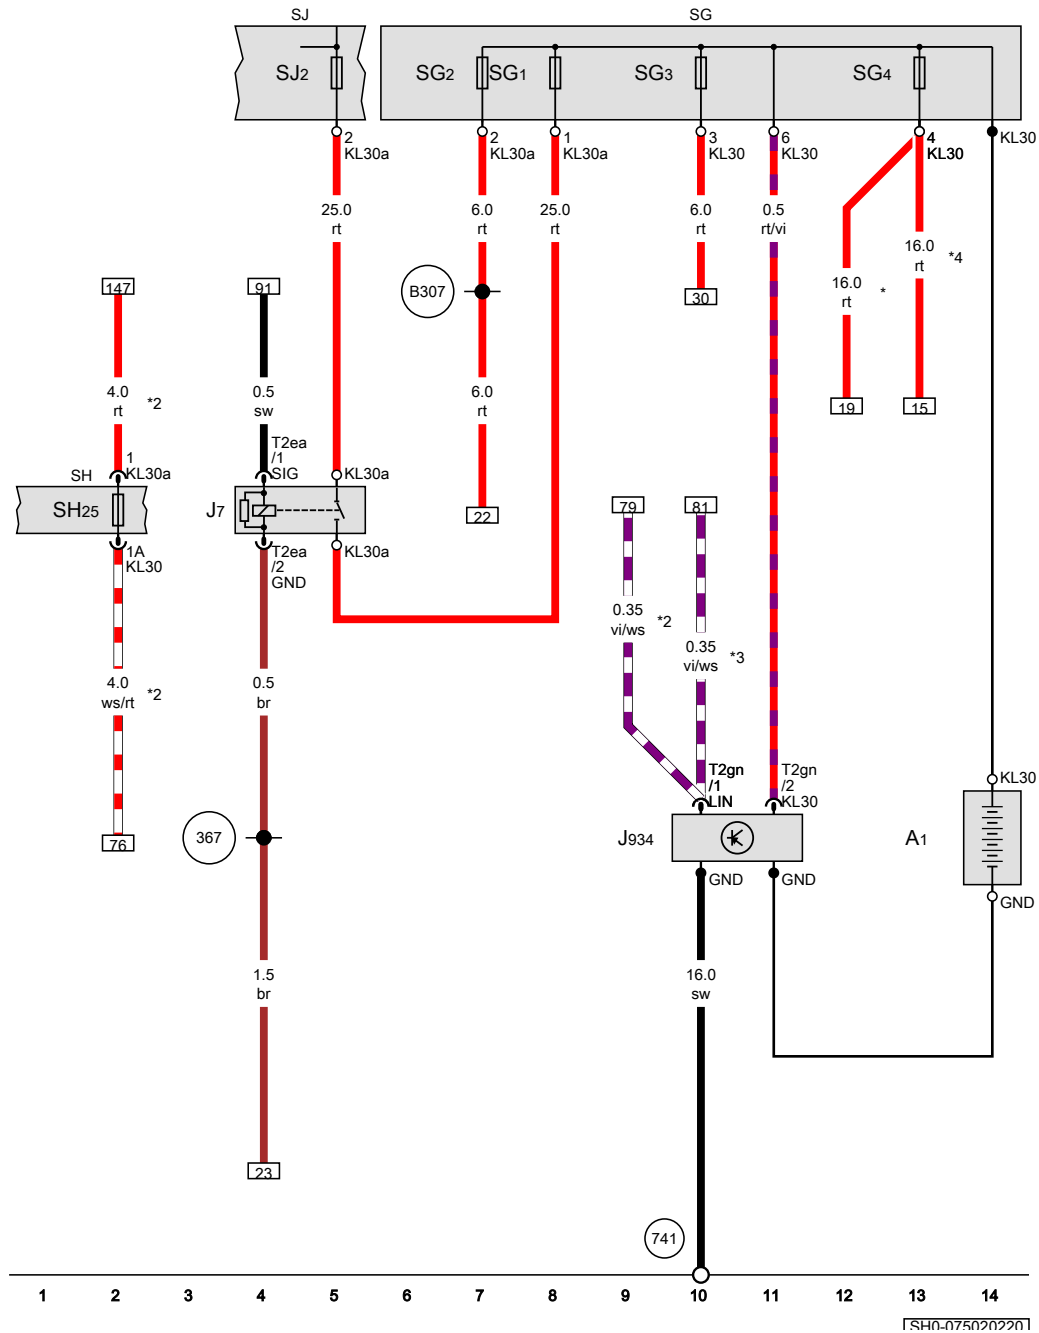 SJ
SG
SJ2
SG2
SG1
SG3
SG4
2
KL30a
2
KL30a
1
KL30a
3
KL30
6
KL30
4
KL30
KL30
25.0
rt
6.0
rt
25.0
rt
6.0
rt
0.5
rt/vi
16.0
rt
*4
16.0
rt
*
147
91
B307
30
4.0
rt
*2
0.5
sw
6.0
rt
19
15
1
KL30a
T2ea
/1
SIG
KL30a
SH
SH25
J7
22
79
81
1A
KL30
T2ea
/2
GND
KL30a
0.35
vi/ws
*2
0.35
vi/ws
*3
4.0
ws/rt
*2
0.5
br
T2gn
/1
LIN
T2gn
/2
KL30
KL30
76
367
J934
A1
GND
GND
GND
1.5
br
16.0
sw
23
741
1 2 3 4 5 6 7 8 9 10 11 12 13 14
SH0-075020220